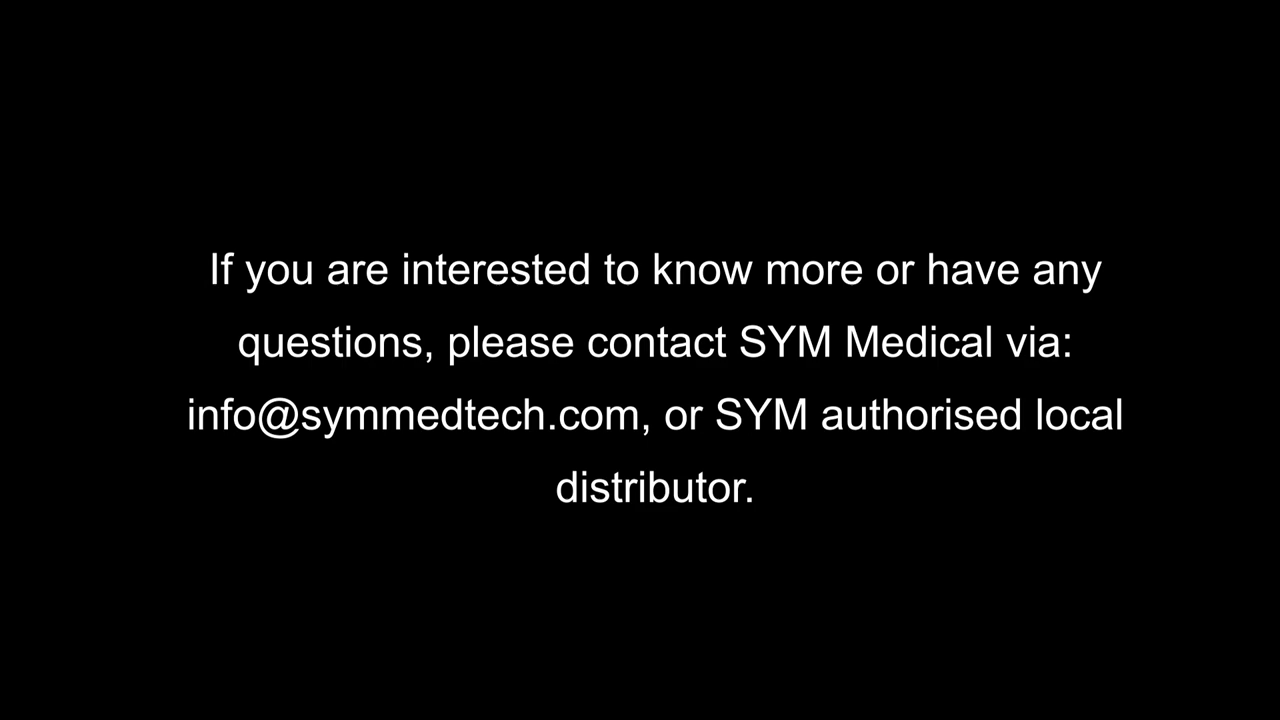 If you are interested to know more or have any
questions, please contact SYM Medical via:
info@symmedtech.com, or SYM authorised local
distributor.